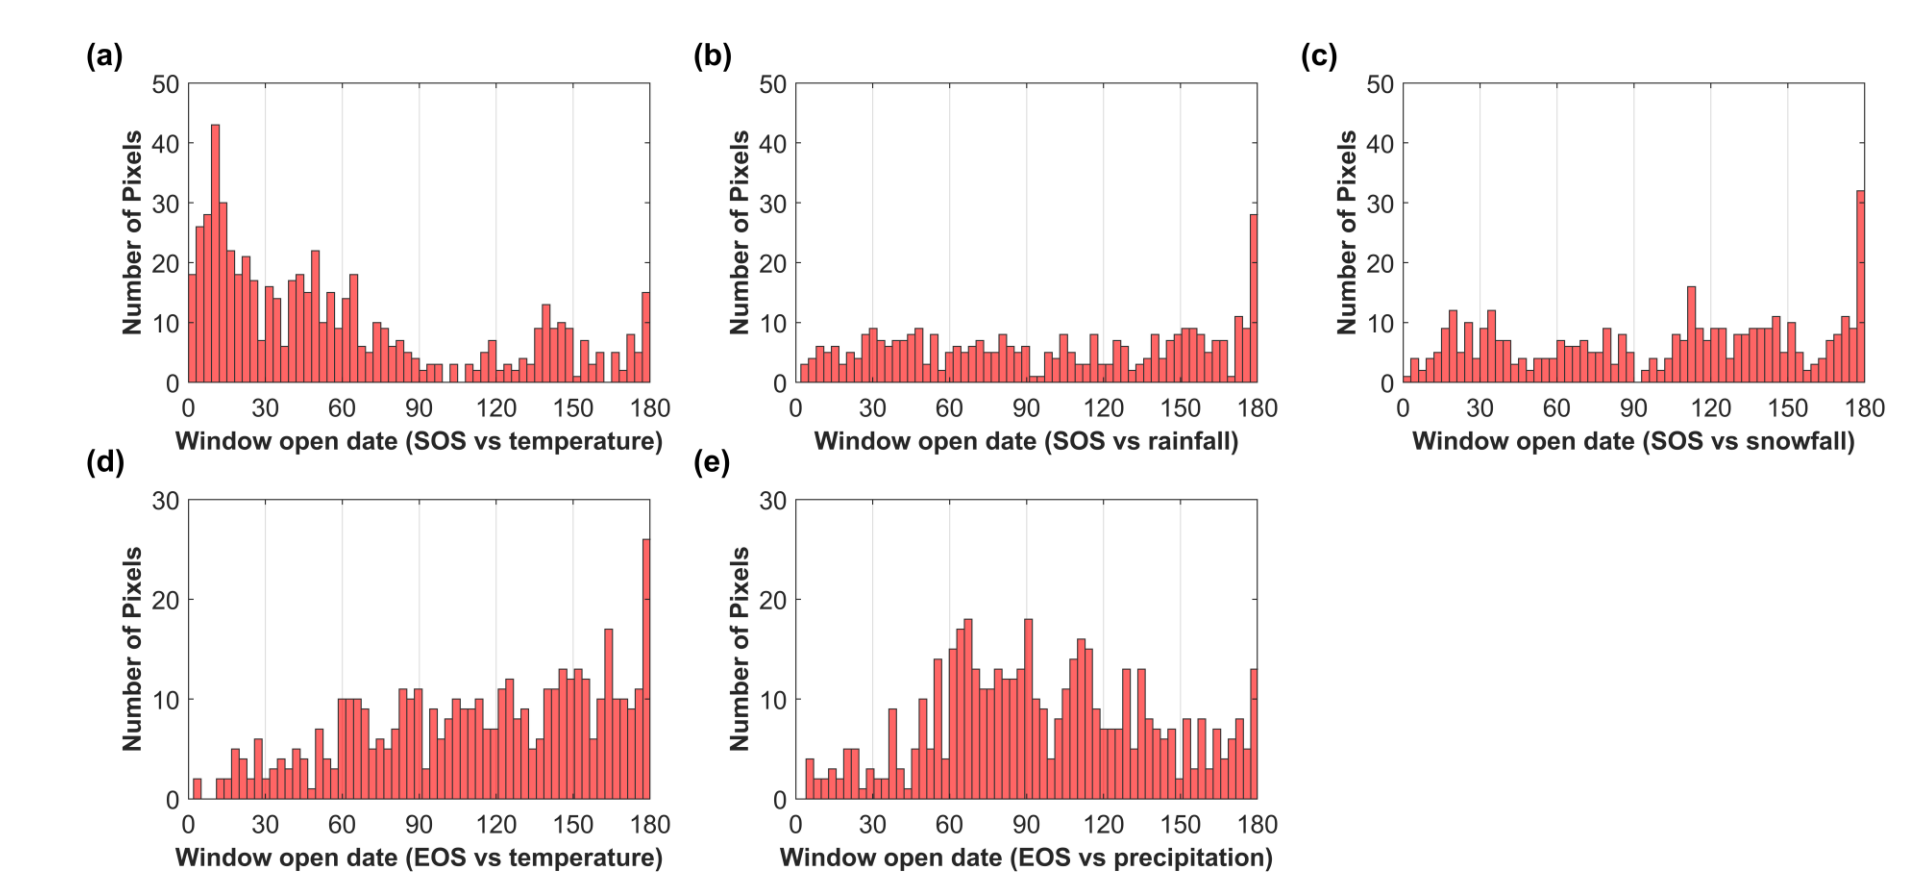 (a)
50
40
30
20
10
0
Number of Pixels
0 30 60 90 120 150 180
Window open date (SOS vs temperature)
(b)
50
40
30
20
10
0
Number of Pixels
0 30 60 90 120 150 180
Window open date (SOS vs rainfall)
(c)
50
40
30
20
10
0
Number of Pixels
0 30 60 90 120 150 180
Window open date (SOS vs snowfall)
(d)
30
20
10
0
Number of Pixels
0 30 60 90 120 150 180
Window open date (EOS vs temperature)
(e)
30
20
10
0
Number of Pixels
0 30 60 90 120 150 180
Window open date (EOS vs precipitation)